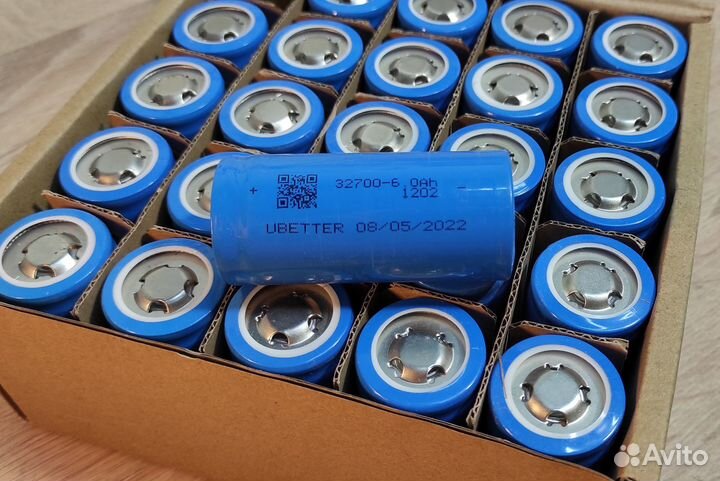 + 32700-6.0Ah -
1202
UBETTER 08/05/2022
Avito